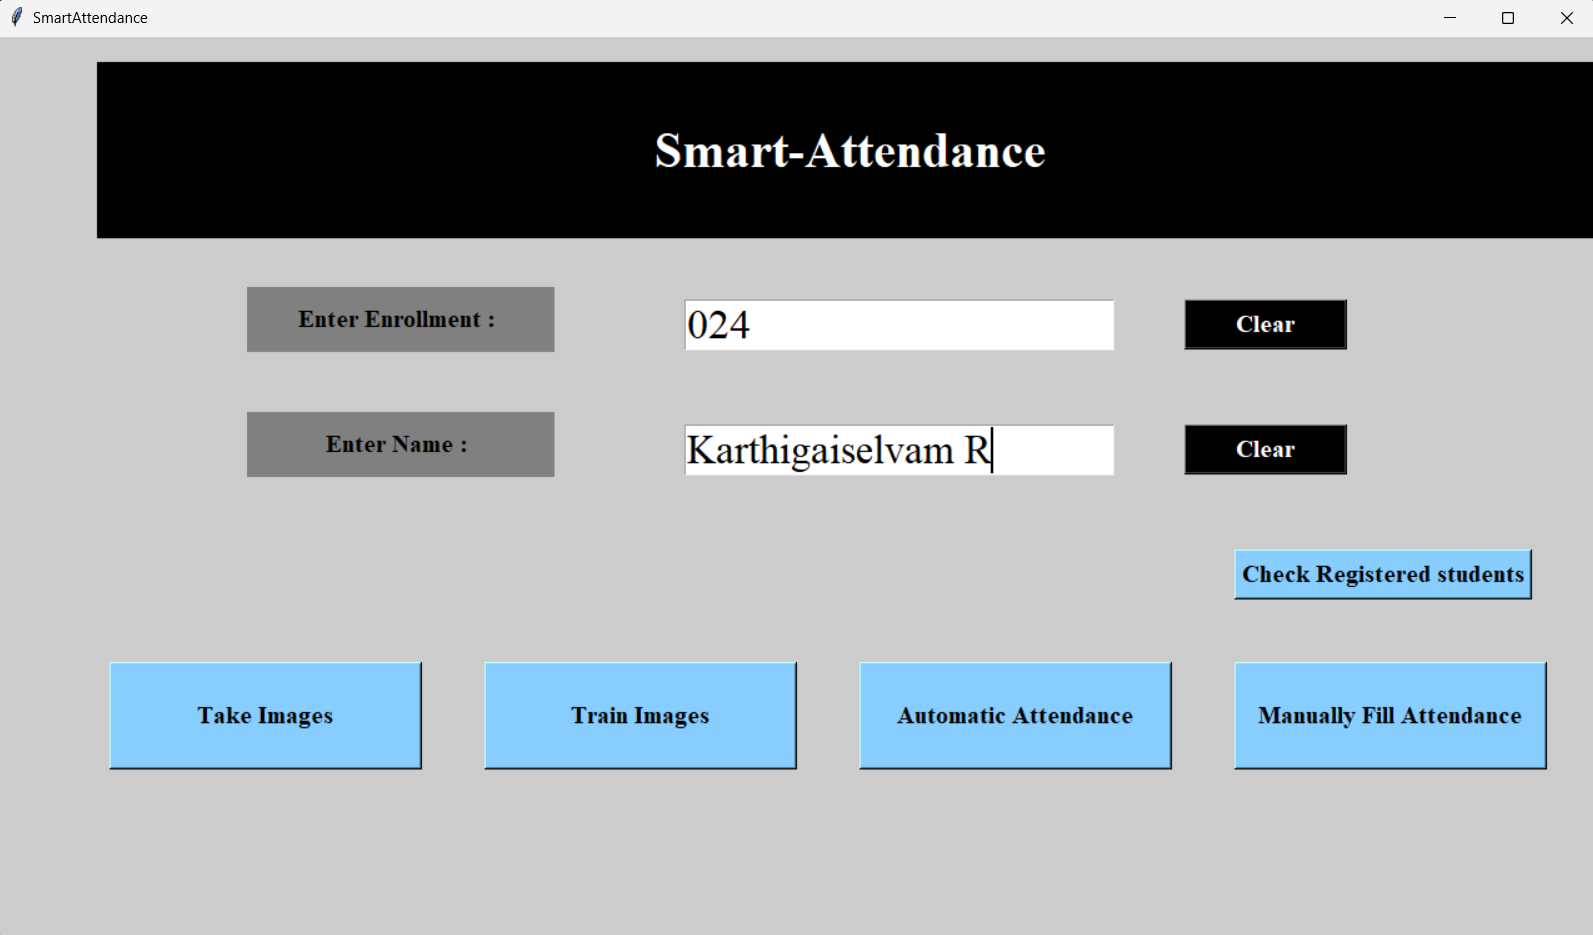 SmartAttendance
Smart-Attendance
Enter Enrollment :
024
Clear
Enter Name :
Karthigaiselvam R
Clear
Check Registered students
Take Images
Train Images
Automatic Attendance
Manually Fill Attendance